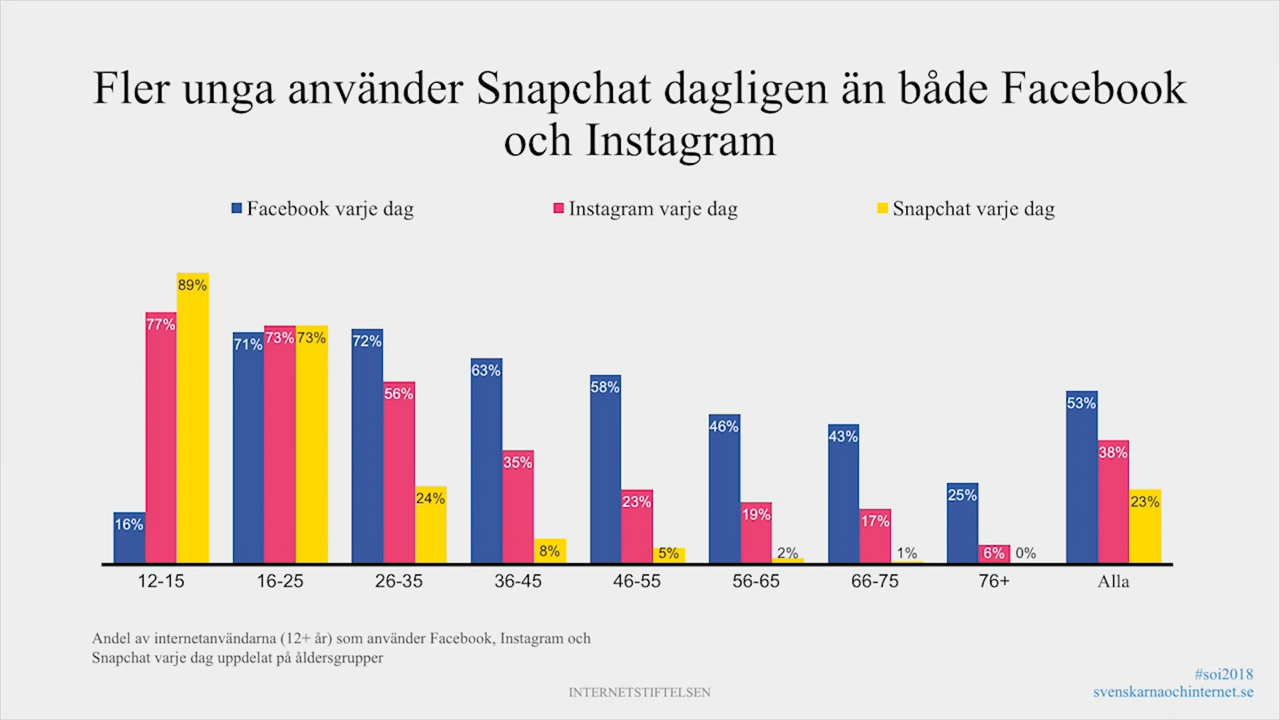 Fler unga använder Snapchat dagligen än både Facebook
och Instagram
Facebook varje dag
Instagram varje dag
Snapchat varje dag
16% 77% 89%
71% 73% 73%
72% 56% 24%
63% 35% 8%
58% 23% 5%
46% 19% 2%
43% 17% 1%
25% 6% 0%
53% 38% 23%
12-15 16-25 26-35 36-45 46-55 56-65 66-75 76+ Alla
Andel av internetanvändarna (12+ år) som använder Facebook, Instagram och
Snapchat varje dag uppdelat på åldersgrupper
INTERNETSTIFTELSEN
#soi2018
svenskarnaochinternet.se